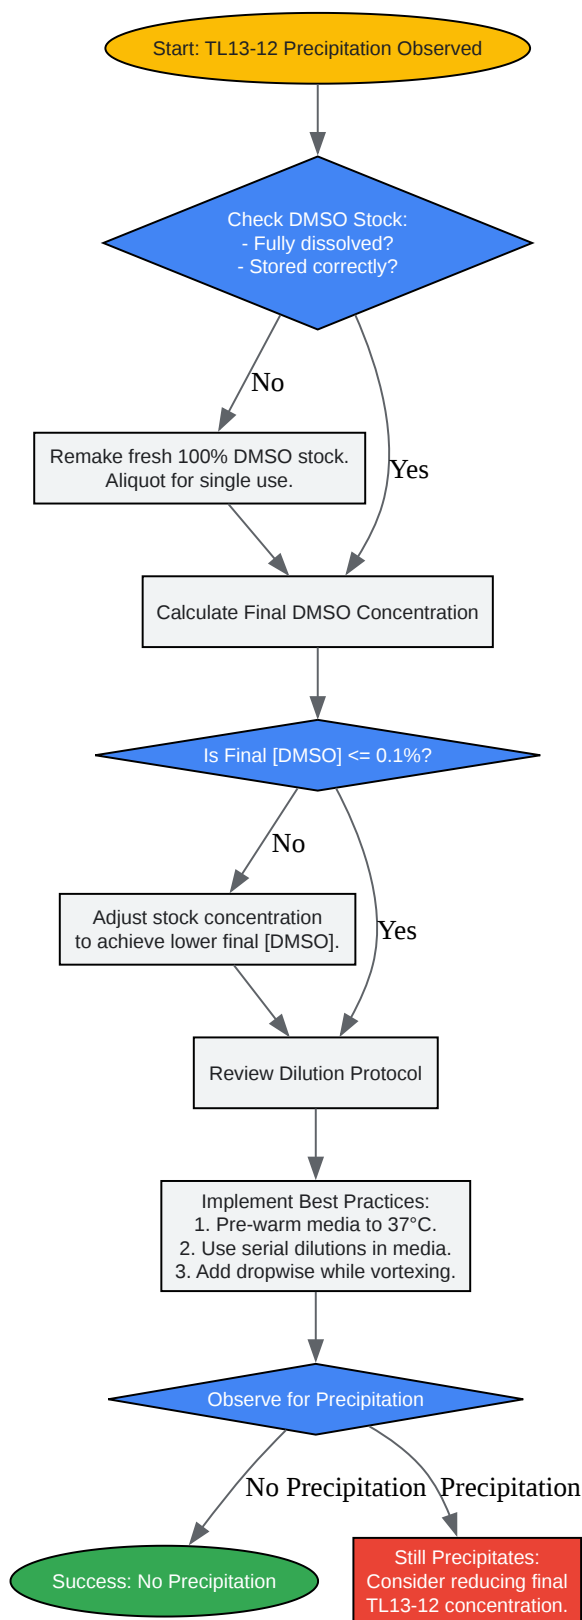 Start: TL13-12 Precipitation Observed
Check DMSO Stock:
- Fully dissolved?
- Stored correctly?
No
Remake fresh 100% DMSO stock.
Aliquot for single use.
Yes
Calculate Final DMSO Concentration
Is Final [DMSO] <= 0.1%?
No
Adjust stock concentration
to achieve lower final [DMSO].
Yes
Review Dilution Protocol
Implement Best Practices:
1. Pre-warm media to 37°C.
2. Use serial dilutions in media.
3. Add dropwise while vortexing.
Observe for Precipitation
No Precipitation
Precipitation
Success: No Precipitation
Still Precipitates:
Consider reducing final
TL13-12 concentration.